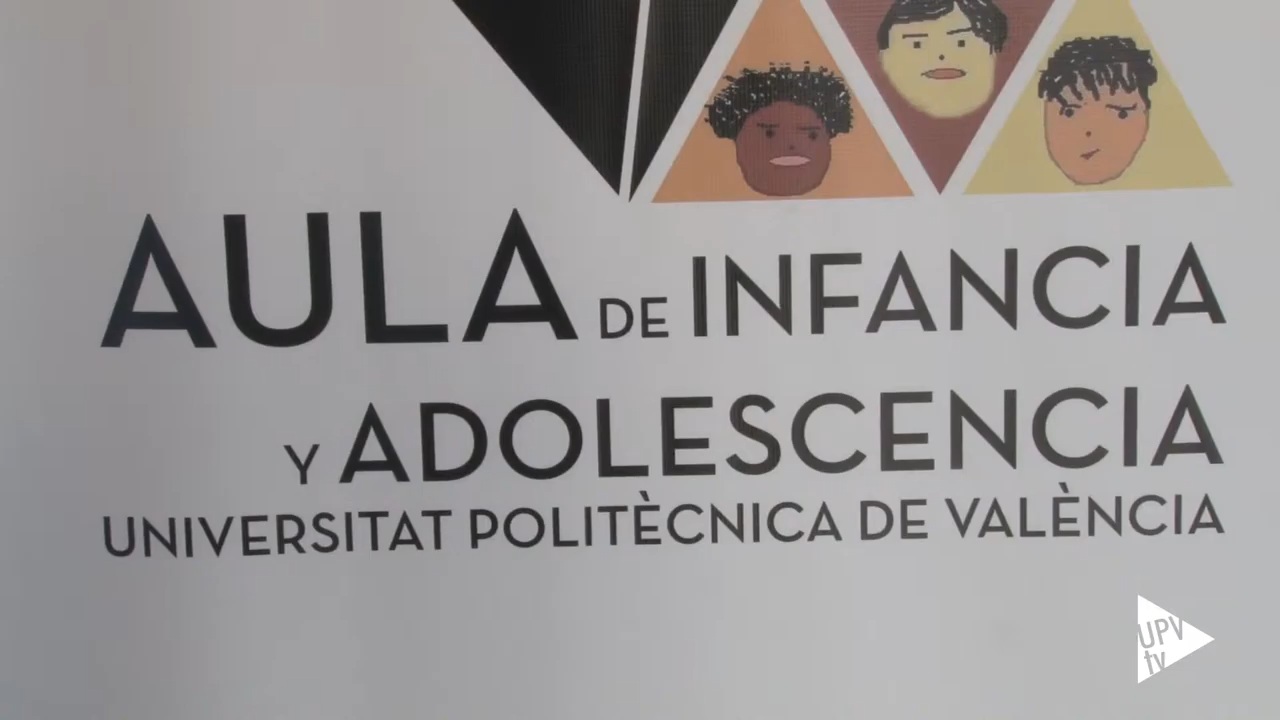 AULA DE INFANCIA
Y ADOLESCENCIA
UNIVERSITAT POLITÈCNICA DE VALÈNCIA
UPV
tv